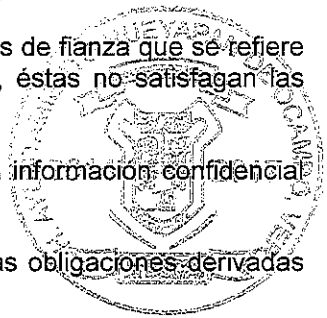 s de fianza que se refiere
, éstas no satisfagan las
información confidencial
as obligaciones derivadas